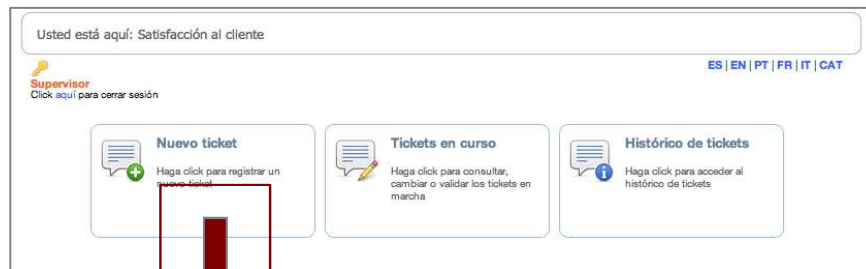 Usted está aquí: Satisfacción al cliente
ES | EN | PT | FR | IT | CAT
Supervisor
Click aquí para cerrar sesión
Nuevo ticket
Haga click para registrar un
nuevo ticket
Tickets en curso
Haga click para consultar,
cambiar o validar los tickets en
marcha
Histórico de tickets
Haga click para acceder al
histórico de tickets